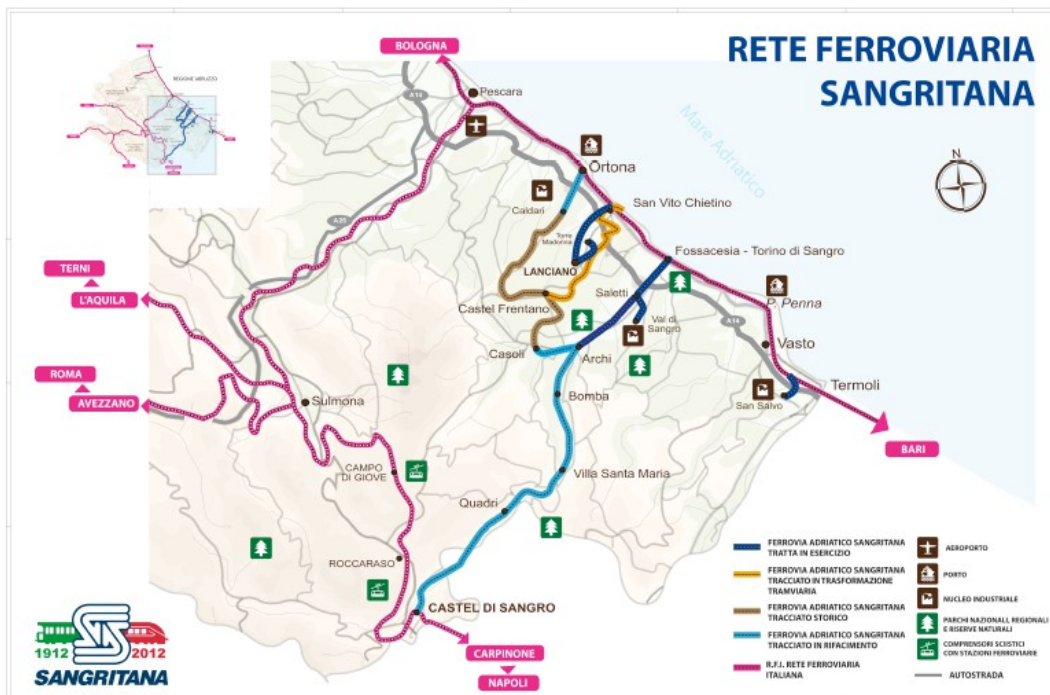 RETE FERROVIARIA
SANGRITANA
BOLOGNA
REGIONE ABRUZZO
A14
Pescara
Mare Adriatico
N
Ortona
Caldari
San Vito Chietino
A25
Torre
Madonna
Fossacesia - Torino di Sangro
LANCIANO
TERNI
L'AQUILA
Saletti
P. Penna
Castel Frentano
Val di
Sangro
A14
Casoli
Archi
Vasto
ROMA
AVEZZANO
Sulmona
Bomba
Termoli
San Salvo
BARI
CAMPO
DI GIOVE
Villa Santa Maria
Quadri
ROCCARASO
CASTEL DI SANGRO
CARPINONE
NAPOLI
FERROVIA ADRIATICO SANGRITANA
TRATTA IN ESERCIZIO
FERROVIA ADRIATICO SANGRITANA
TRACCIATO IN TRASFORMAZIONE
TRAMVIARIA
FERROVIA ADRIATICO SANGRITANA
TRACCIATO STORICO
FERROVIA ADRIATICO SANGRITANA
TRACCIATO IN RIFACIMENTO
R.F.I. RETE FERROVIARIA
ITALIANA
AEROPORTO
PORTO
NUCLEO INDUSTRIALE
PARCHI NAZIONALI, REGIONALI
E RISERVE NATURALI
COMPRENSORI SCIISTICI
CON STAZIONI FERROVIARIE
AUTOSTRADA
1912 2012
SANGRITANA